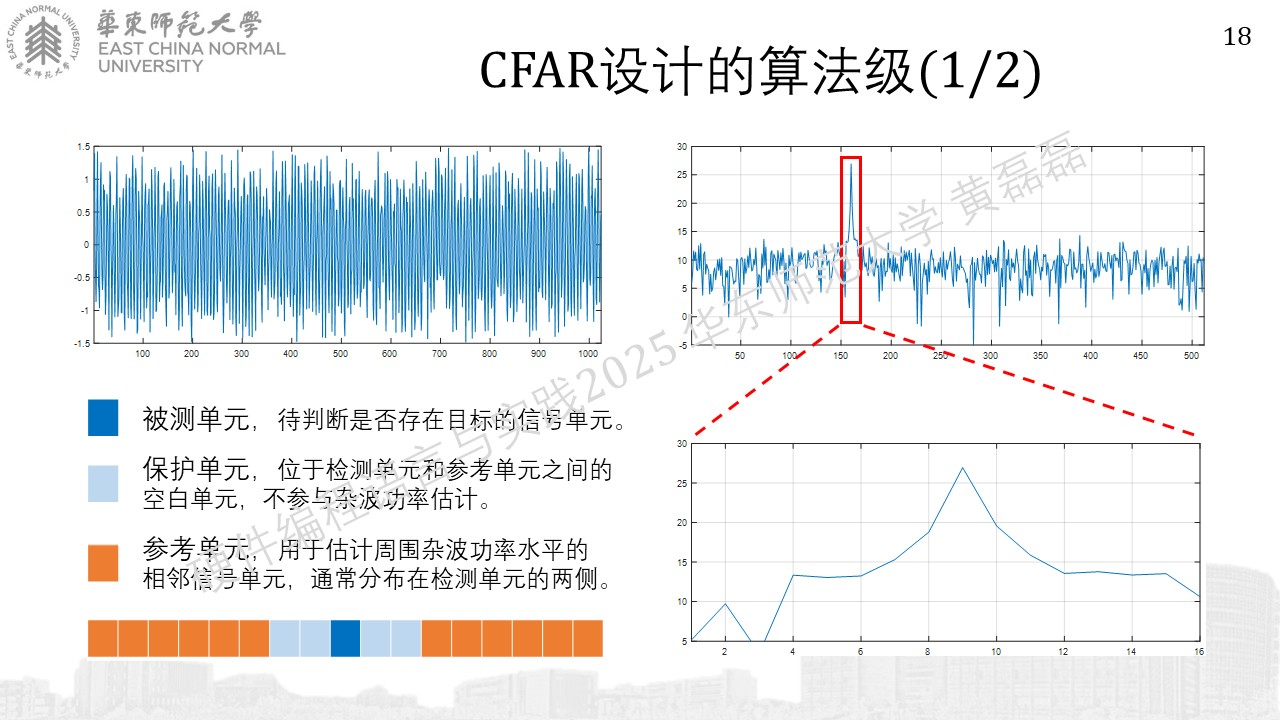 EAST CHINA NORMAL UNIVERSITY
華東師範大學
華東師範大學
EAST CHINA NORMAL
UNIVERSITY
18
CFAR设计的算法级(1/2)
1.5
1
0.5
0
-0.5
-1
-1.5
100 200 300 400 500 600 700 800 900 1000
30
25
20
15
10
5
0
-5
50 100 150 200 250 300 350 400 450 500
被测单元，待判断是否存在目标的信号单元。
保护单元，位于检测单元和参考单元之间的
空白单元，不参与杂波功率估计。
参考单元，用于估计周围杂波功率水平的
相邻信号单元，通常分布在检测单元的两侧。
30
25
20
15
10
5
2 4 6 8 10 12 14 16
硬件编程语言与实践2025 华东师范大学 黄磊磊